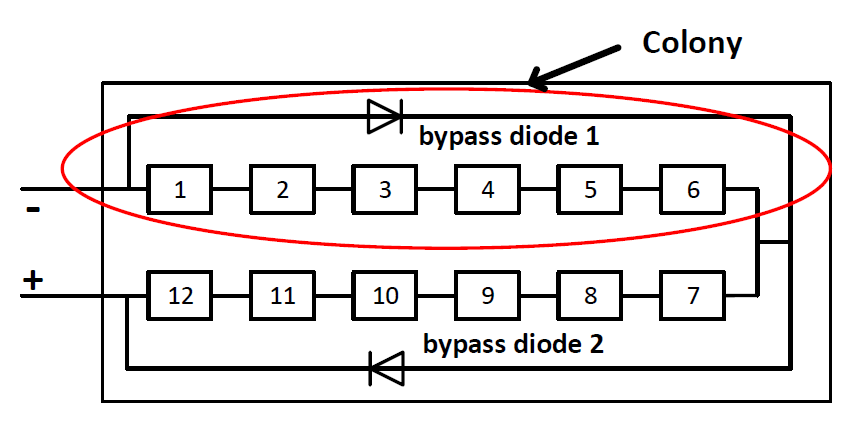 Colony
bypass diode 1
1 2 3 4 5 6
-
+
12 11 10 9 8 7
bypass diode 2